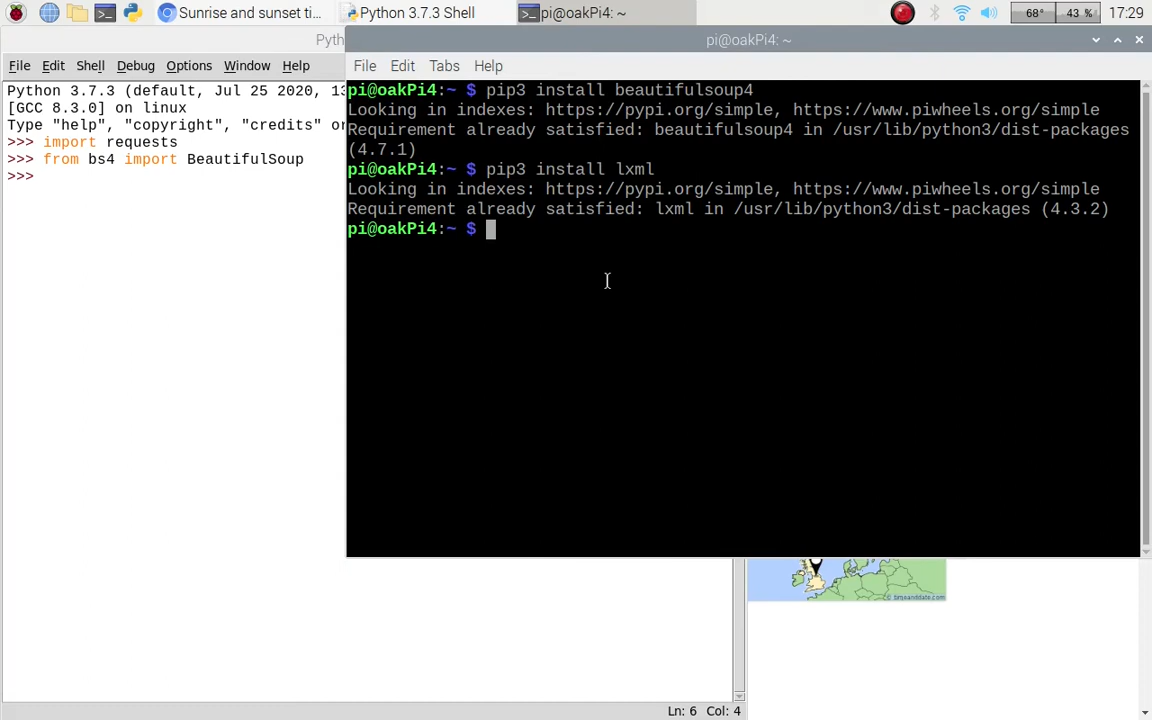 Sunrise and sunset ti...
Python 3.7.3 Shell
pi@oakPi4: ~
68°
43 %
17:29
Pyth
File Edit Shell Debug Options Window Help
Python 3.7.3 (default, Jul 25 2020, 13
[GCC 8.3.0] on linux
Type "help", "copyright", "credits" or
>>> import requests
>>> from bs4 import BeautifulSoup
>>>
pi@oakPi4: ~
File Edit Tabs Help
pi@oakPi4:~ $ pip3 install beautifulsoup4
Looking in indexes: https://pypi.org/simple, https://www.piwheels.org/simple
Requirement already satisfied: beautifulsoup4 in /usr/lib/python3/dist-packages
(4.7.1)
pi@oakPi4:~ $ pip3 install lxml
Looking in indexes: https://pypi.org/simple, https://www.piwheels.org/simple
Requirement already satisfied: lxml in /usr/lib/python3/dist-packages (4.3.2)
pi@oakPi4:~ $
© timeanddate.com
Ln: 6 Col: 4